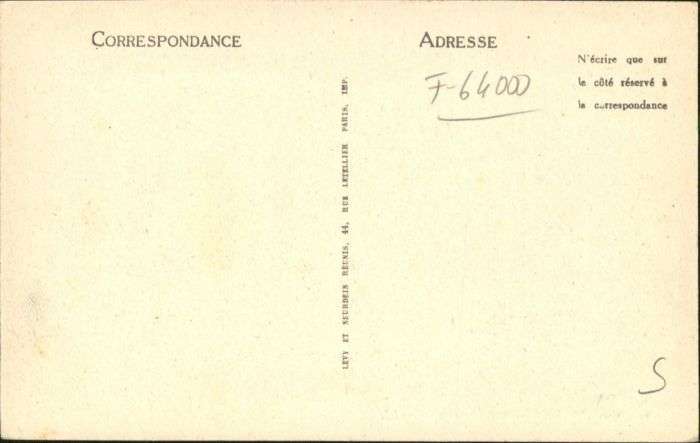 CORRESPONDANCE
ADRESSE
N'écrire que sur
le côté réservé à
la correspondance
F-64000
LEVY ET NEURDEIN RÉUNIS, 44, RUE LETELLIER PARIS, IMP.
S